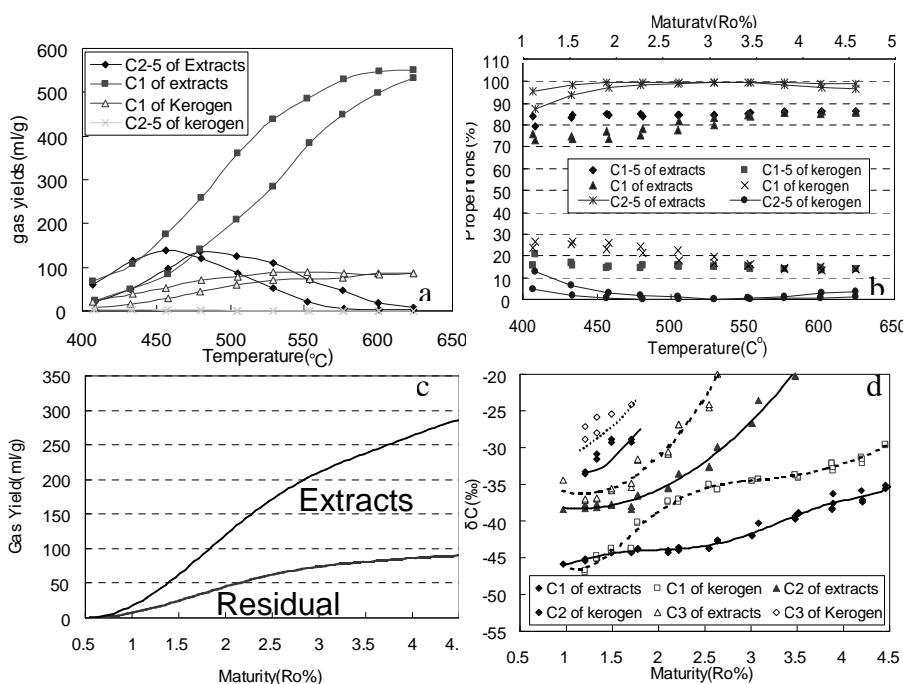 600
500
400
300
200
100
0
gas yields(ml/g)
C2-5 of Extracts
C1 of extracts
C1 of Kerogen
C2-5 of kerogen
a
400 450 500 550 600 650
Temperature(°C)
Maturaty(Ro%)
1 1.5 2 2.5 3 3.5 4 4.5 5
110
100
90
80
70
60
50
40
30
20
10
0
Propertions(%)
C1-5 of extracts C1-5 of kerogen
C1 of extracts C1 of kerogen
C2-5 of extracts C2-5 of kerogen
b
400 450 500 550 600 650
Temperature(C°)
350
300
250
200
150
100
50
0
Gas Yield(ml/g)
c
Extracts
Residual
0.5 1 1.5 2 2.5 3 3.5 4 4.
Maturity(Ro%)
-20
-25
-30
-35
-40
-45
-50
-55
δC(‰)
d
C1 of extracts C1 of kerogen C2 of extracts
C2 of kerogen C3 of extracts C3 of Kerogen
0.5 1 1.5 2 2.5 3 3.5 4 4.5
Maturity(Ro%)